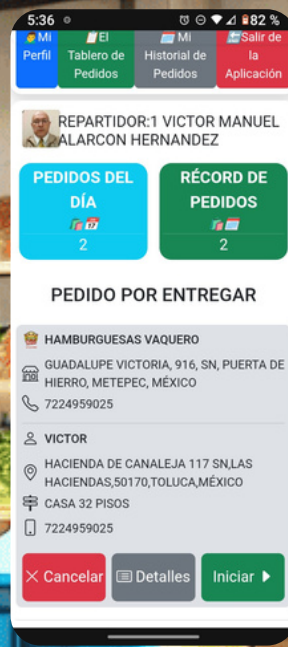 5:36
82 %
Mi
Perfil
El
Tablero de
Pedidos
Mi
Historial de
Pedidos
Salir de
la
Aplicación
REPARTIDOR:1 VICTOR MANUEL
ALARCON HERNANDEZ
PEDIDOS DEL
DÍA
2
RÉCORD DE
PEDIDOS
2
PEDIDO POR ENTREGAR
HAMBURGUESAS VAQUERO
GUADALUPE VICTORIA, 916, SN, PUERTA DE
HIERRO, METEPEC, MÉXICO
7224959025
VICTOR
HACIENDA DE CANALEJA 117 SN,LAS
HACIENDAS,50170,TOLUCA,MÉXICO
CASA 32 PISOS
7224959025
Cancelar
Detalles
Iniciar